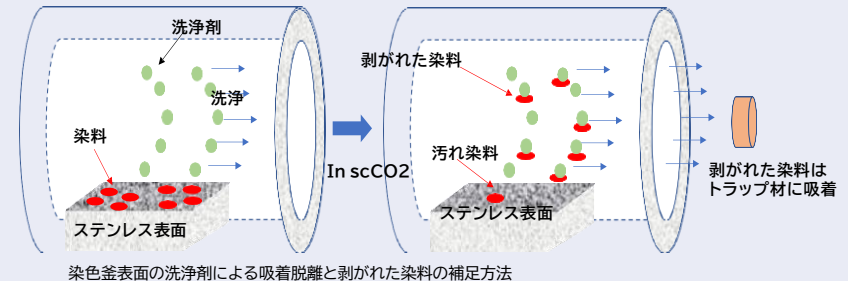 洗浄剤
洗浄
染料
ステンレス表面
In scCO2
剥がれた染料
汚れ染料
ステンレス表面
剥がれた染料は
トラップ材に吸着
染色釜表面の洗浄剤による吸着脱離と剥がれた染料の補足方法